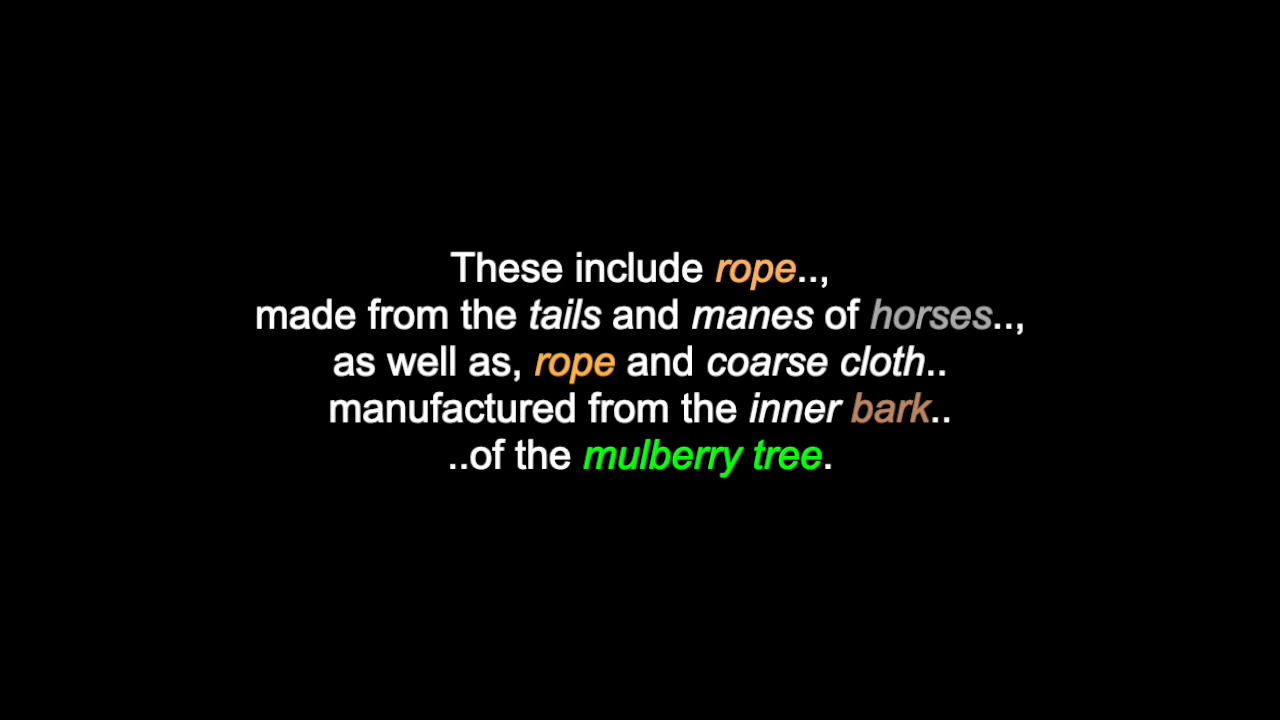 These include rope..,
made from the tails and manes of horses..,
as well as, rope and coarse cloth..
manufactured from the inner bark..
..of the mulberry tree.